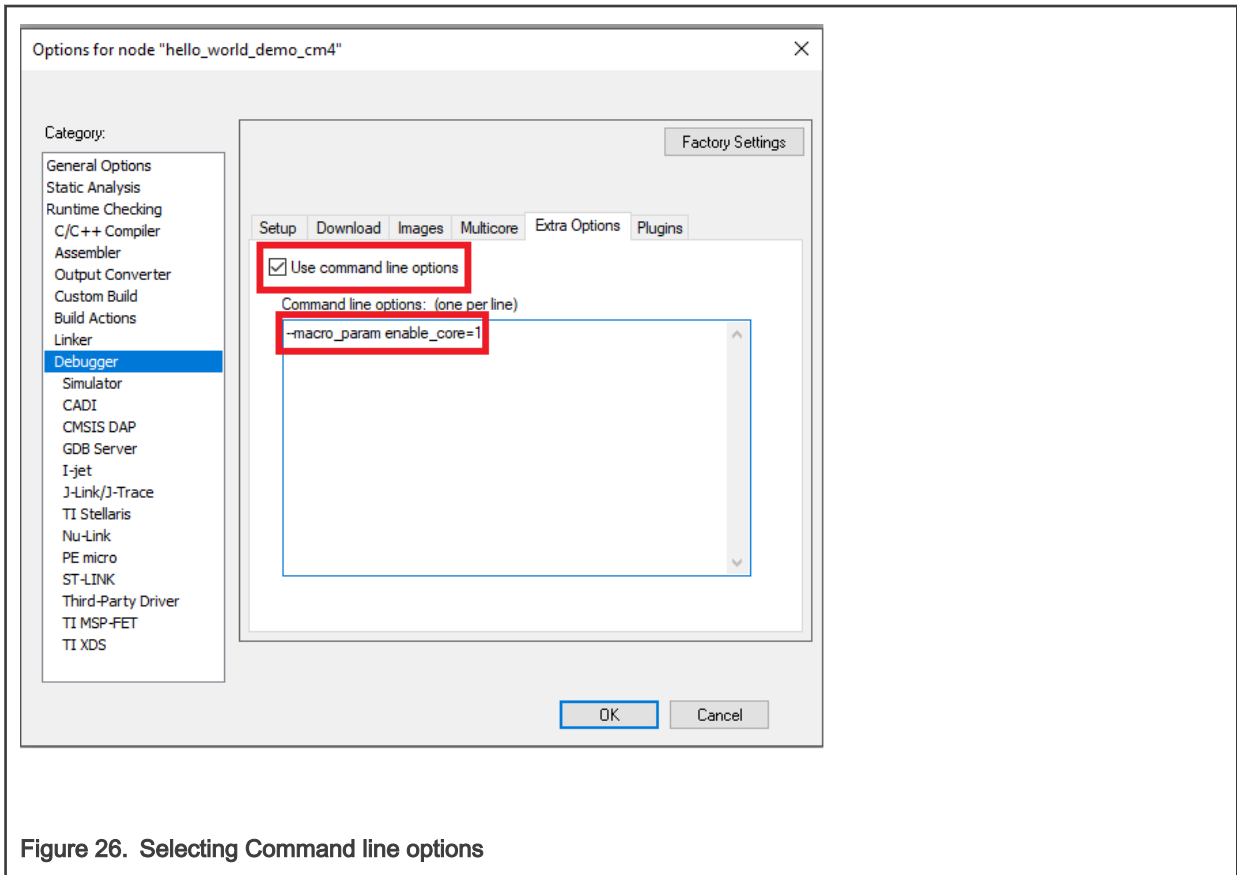 Options for node "hello_world_demo_cm4"
Category:
Factory Settings
General Options
Static Analysis
Runtime Checking
C/C++ Compiler
Assembler
Output Converter
Custom Build
Build Actions
Linker
Debugger
Simulator
CADI
CMSIS DAP
GDB Server
I-jet
J-Link/J-Trace
TI Stellaris
Nu-Link
PE micro
ST-LINK
Third-Party Driver
TI MSP-FET
TI XDS
Setup Download Images Multicore Extra Options Plugins
Use command line options
Command line options: (one per line)
--macro_param enable_core=1
OK Cancel
Figure 26. Selecting Command line options